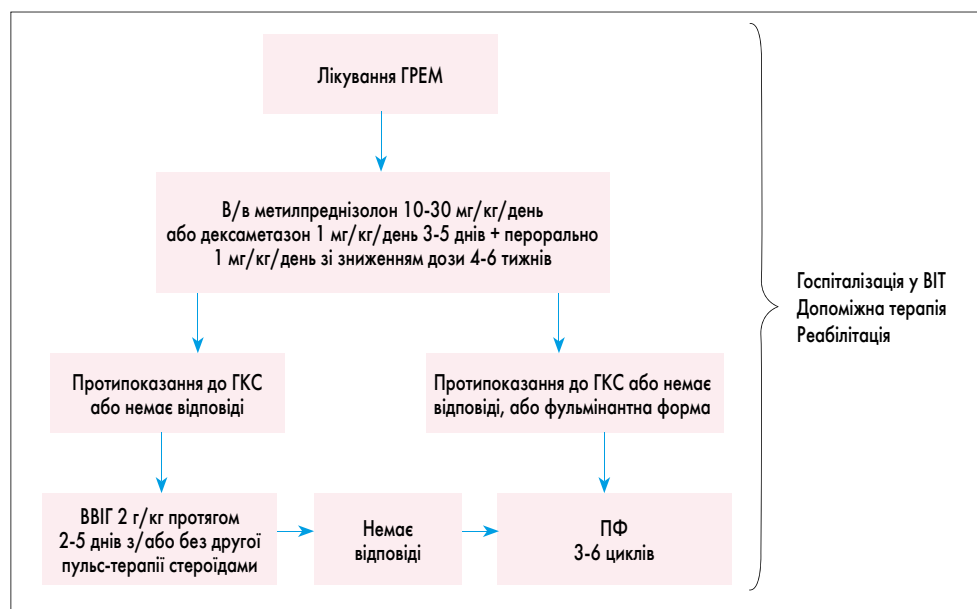 Лікування ГРЕМ
В/в метилпреднізолон 10-30 мг/кг/день
або дексаметазон 1 мг/кг/день 3-5 днів + перорально
1 мг/кг/день зі зниженням дози 4-6 тижнів
Протипоказання до ГКС
або немає відповіді
Протипоказання до ГКС або немає
відповіді, або фульмінантна форма
ВВІГ 2 г/кг протягом
2-5 днів з/або без другої
пульс-терапії стероїдами
Немає
відповіді
ПФ
3-6 циклів
Госпіталізація у ВІТ
Допоміжна терапія
Реабілітація